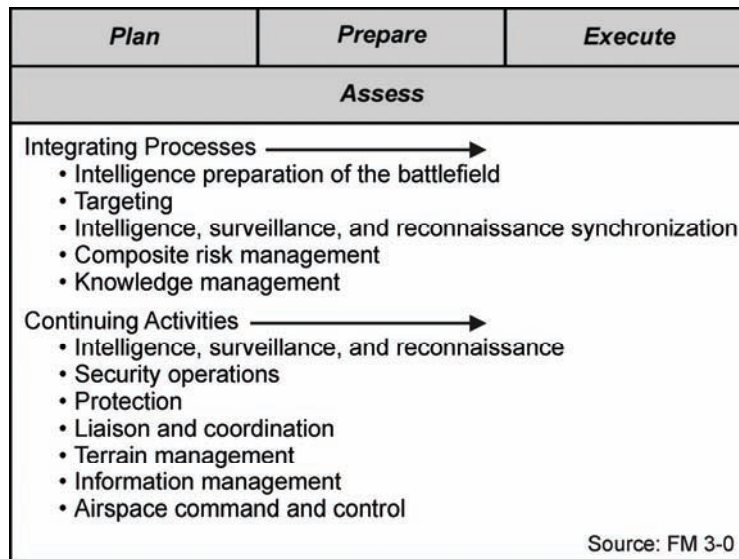 Plan Prepare Execute
Assess
Integrating Processes
• Intelligence preparation of the battlefield
• Targeting
• Intelligence, surveillance, and reconnaissance synchronization
• Composite risk management
• Knowledge management
Continuing Activities
• Intelligence, surveillance, and reconnaissance
• Security operations
• Protection
• Liaison and coordination
• Terrain management
• Information management
• Airspace command and control
Source: FM 3-0